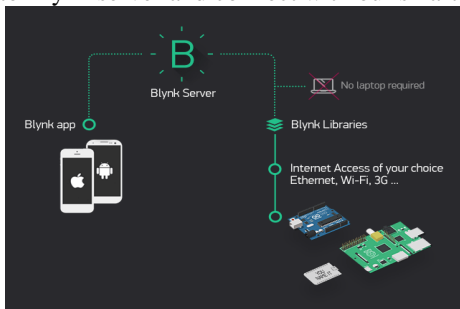 B
Blynk Server
No laptop required
Blynk app
Blynk Libraries
Internet Access of your choice
Ethernet, Wi-Fi, 3G ...